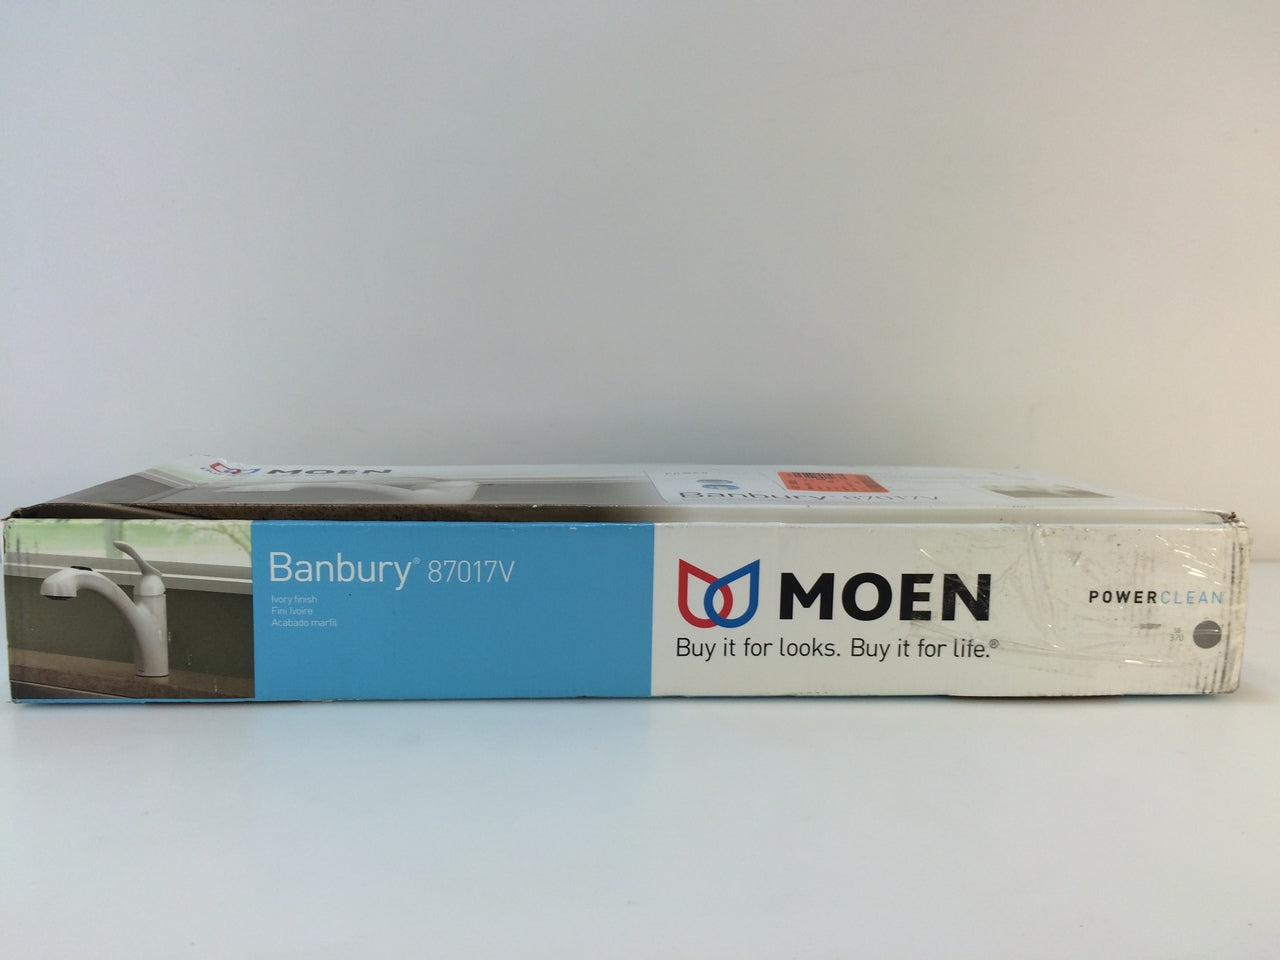 MOEN
Banbury® 87017V
Banbury® 87017V
Ivory finish
Fini Ivoire
Acabado marfil
MOEN
Buy it for looks. Buy it for life.®
POWERCLEAN
370